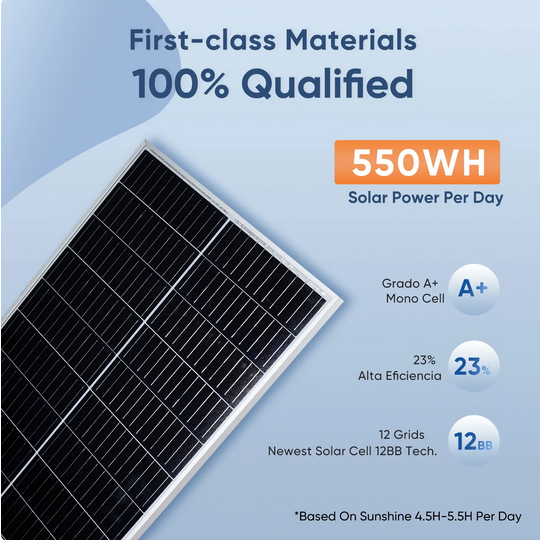 First-class Materials
100% Qualified
550WH
Solar Power Per Day
Grado A+
Mono Cell
A+
23%
Alta Eficiencia
23%
12 Grids
Newest Solar Cell 12BB Tech.
12BB
*Based On Sunshine 4.5H-5.5H Per Day